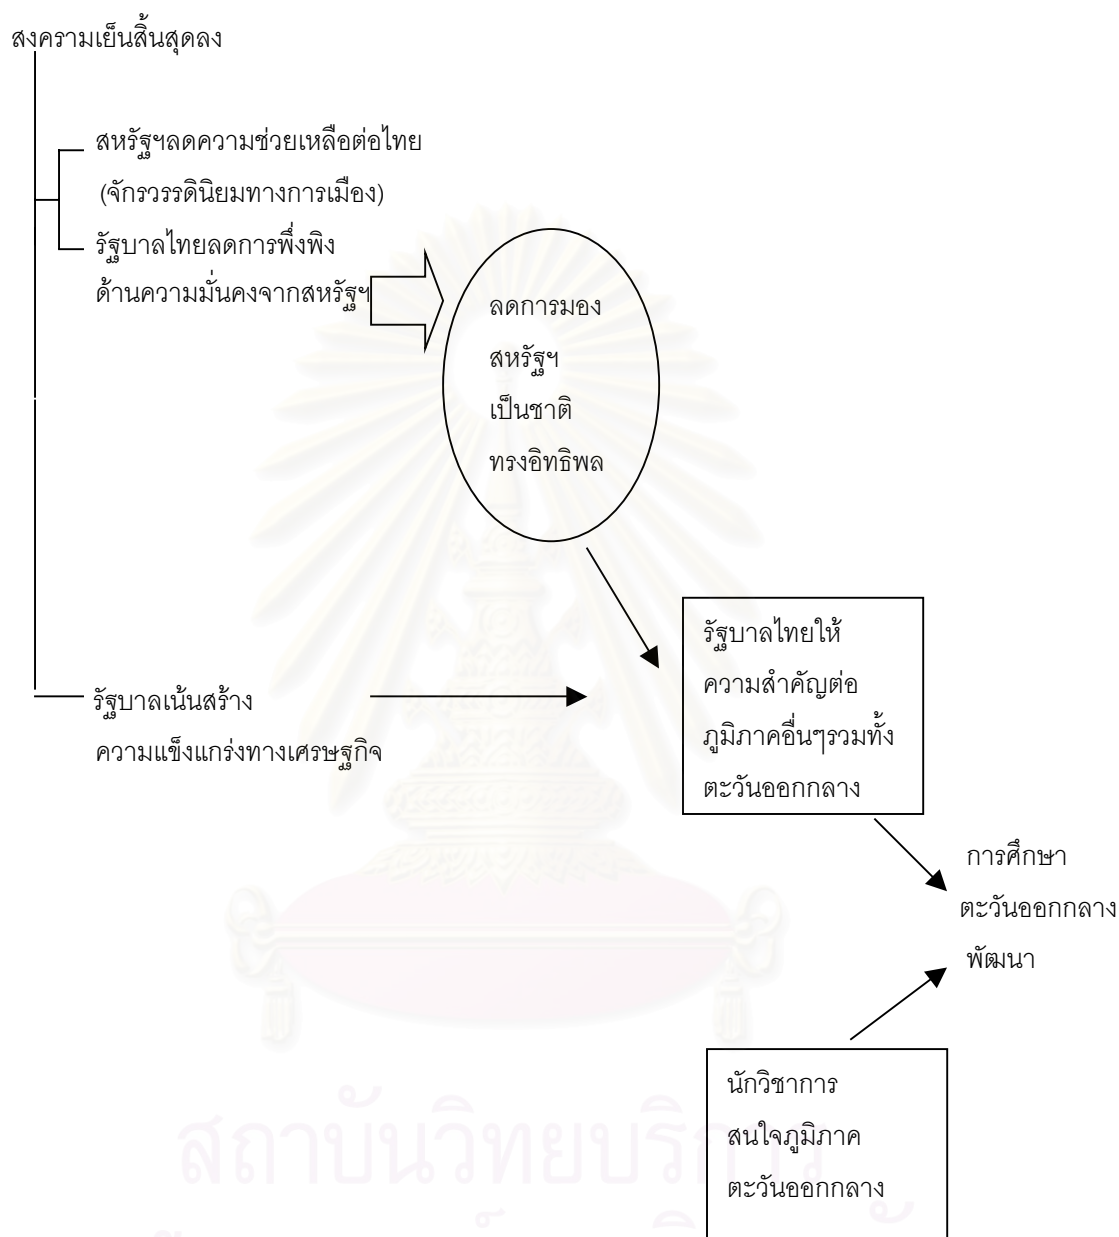 สงครามเย็นสิ้นสุดลง
สหรัฐฯลดความช่วยเหลือต่อไทย
(จักรวรรดินิยมทางการเมือง)
รัฐบาลไทยลดการพึ่งพิง
ด้านความมั่นคงจากสหรัฐฯ
ลดการมอง
สหรัฐฯ
เป็นชาติ
ทรงอิทธิพล
รัฐบาลไทยให้
ความสำคัญต่อ
ภูมิภาคอื่นๆรวมทั้ง
ตะวันออกกลาง
รัฐบาลเน้นสร้าง
ความแข็งแกร่งทางเศรษฐกิจ
การศึกษา
ตะวันออกกลาง
พัฒนา
นักวิชาการ
สนใจภูมิภาค
ตะวันออกกลาง
สถาบันวิทยบริการ